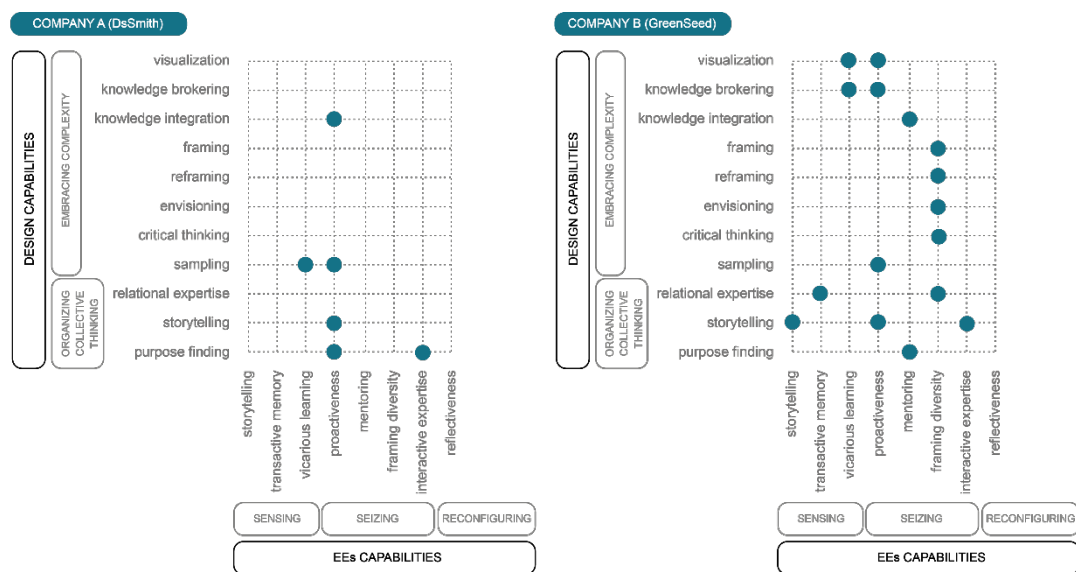 COMPANY A (DsSmith)
DESIGN CAPABILITIES
EMBRACING COMPLEXITY
ORGANIZING
COLLECTIVE
THINKING
visualization
knowledge brokering
knowledge integration
framing
reframing
envisioning
critical thinking
sampling
relational expertise
storytelling
purpose finding
storytelling
transactive memory
vicarious learning
proactiveness
mentoring
framing diversity
interactive expertise
reflectiveness
SENSING
SEIZING
RECONFIGURING
EEs CAPABILITIES
COMPANY B (GreenSeed)
DESIGN CAPABILITIES
EMBRACING COMPLEXITY
ORGANIZING
COLLECTIVE
THINKING
visualization
knowledge brokering
knowledge integration
framing
reframing
envisioning
critical thinking
sampling
relational expertise
storytelling
purpose finding
storytelling
transactive memory
vicarious learning
proactiveness
mentoring
framing diversity
interactive expertise
reflectiveness
SENSING
SEIZING
RECONFIGURING
EEs CAPABILITIES